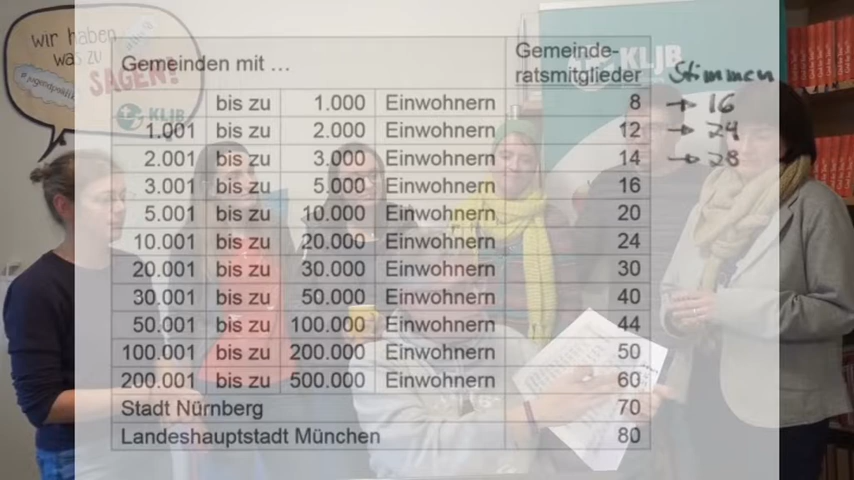 wir haben
was zu
SAGEN!
KLJB
KLJB
Gemeinden mit … Gemeinde-
ratsmitglieder Stimmen
bis zu 1.000 Einwohnern 8 → 16
1.001 bis zu 2.000 Einwohnern 12 → 24
2.001 bis zu 3.000 Einwohnern 14 → 28
3.001 bis zu 5.000 Einwohnern 16
5.001 bis zu 10.000 Einwohnern 20
10.001 bis zu 20.000 Einwohnern 24
20.001 bis zu 30.000 Einwohnern 30
30.001 bis zu 50.000 Einwohnern 40
50.001 bis zu 100.000 Einwohnern 44
100.001 bis zu 200.000 Einwohnern 50
200.001 bis zu 500.000 Einwohnern 60
Stadt Nürnberg 70
Landeshauptstadt München 80